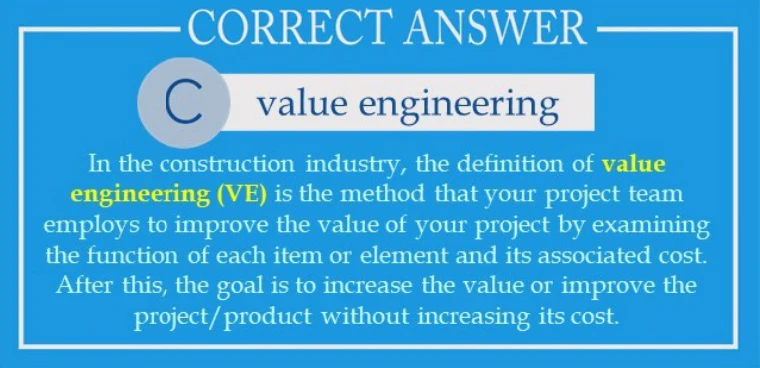 CORRECT ANSWER
C value engineering
In the construction industry, the definition of value
engineering (VE) is the method that your project team
employs to improve the value of your project by examining
the function of each item or element and its associated cost.
After this, the goal is to increase the value or improve the
project/product without increasing its cost.